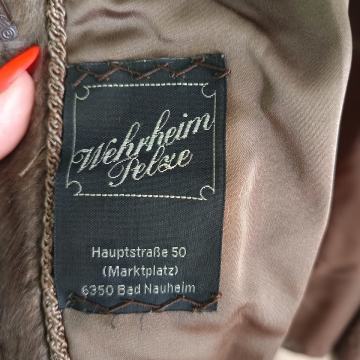 Wehrheim
Pelze
Hauptstraße 50
(Marktplatz)
6350 Bad Nauheim